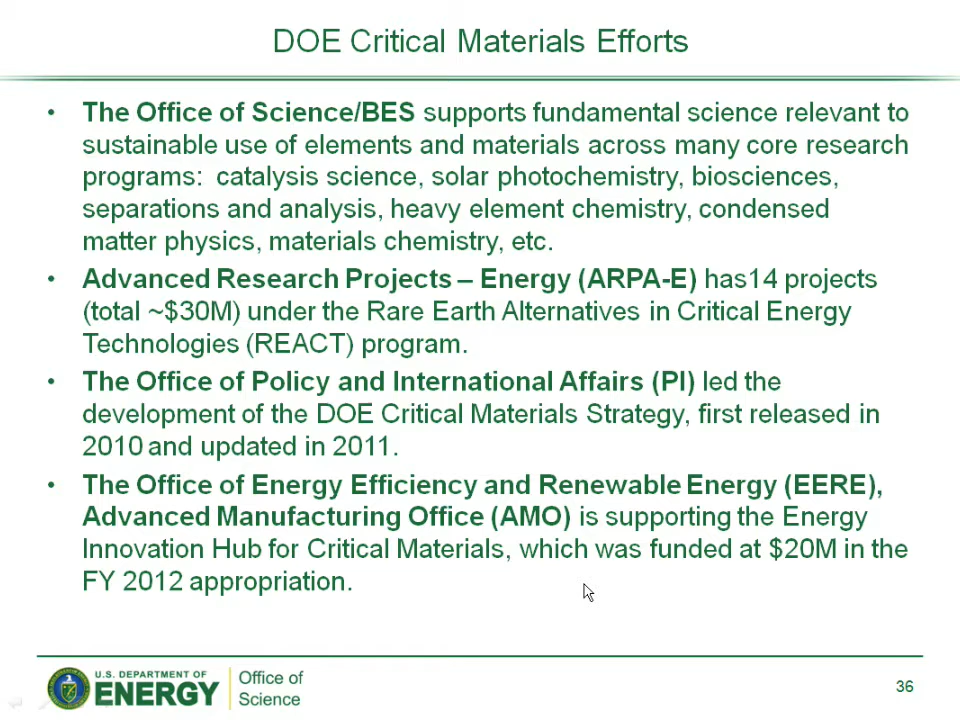 DOE Critical Materials Efforts
• The Office of Science/BES supports fundamental science relevant to
sustainable use of elements and materials across many core research
programs: catalysis science, solar photochemistry, biosciences,
separations and analysis, heavy element chemistry, condensed
matter physics, materials chemistry, etc.
• Advanced Research Projects – Energy (ARPA-E) has14 projects
(total ~$30M) under the Rare Earth Alternatives in Critical Energy
Technologies (REACT) program.
• The Office of Policy and International Affairs (PI) led the
development of the DOE Critical Materials Strategy, first released in
2010 and updated in 2011.
• The Office of Energy Efficiency and Renewable Energy (EERE),
Advanced Manufacturing Office (AMO) is supporting the Energy
Innovation Hub for Critical Materials, which was funded at $20M in the
FY 2012 appropriation.
U.S. DEPARTMENT OF
ENERGY
Office of
Science
36